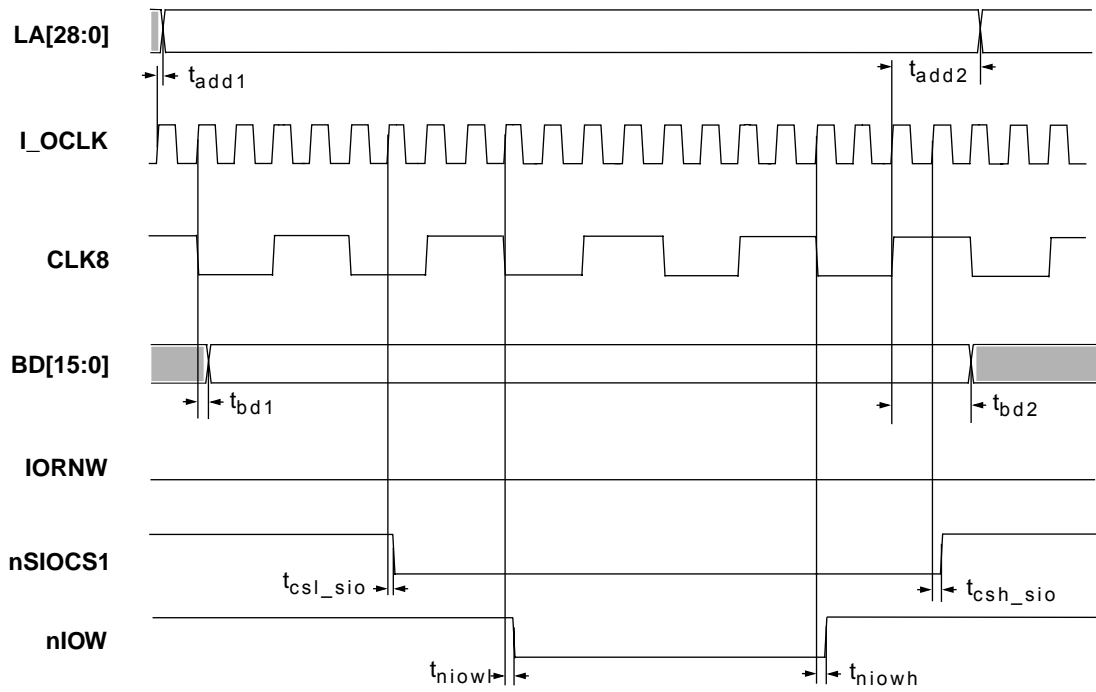 LA[28:0]
tadd1
tadd2
I_OCLK
CLK8
BD[15:0]
tbd1
tbd2
IORNW
nSIOCS1
tcsl_sio
tcsh_sio
nIOW
tniowl
tniowh